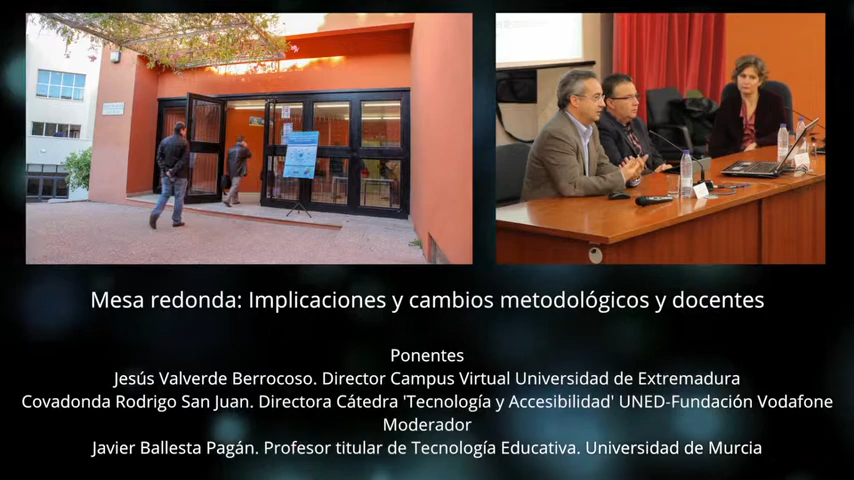 Mesa redonda: Implicaciones y cambios metodológicos y docentes
Ponentes
Jesús Valverde Berrocoso. Director Campus Virtual Universidad de Extremadura
Covadonda Rodrigo San Juan. Directora Cátedra 'Tecnología y Accesibilidad' UNED-Fundación Vodafone
Moderador
Javier Ballesta Pagán. Profesor titular de Tecnología Educativa. Universidad de Murcia